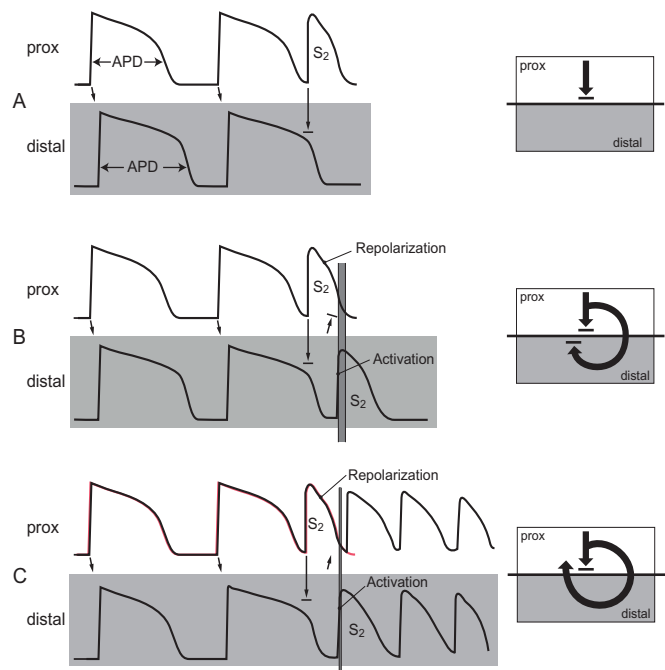 prox
APD
S2
A
distal
APD
prox
distal
Repolarization
prox
S2
B
distal
Activation
S2
prox
distal
Repolarization
prox
S2
C
distal
Activation
S2
prox
distal